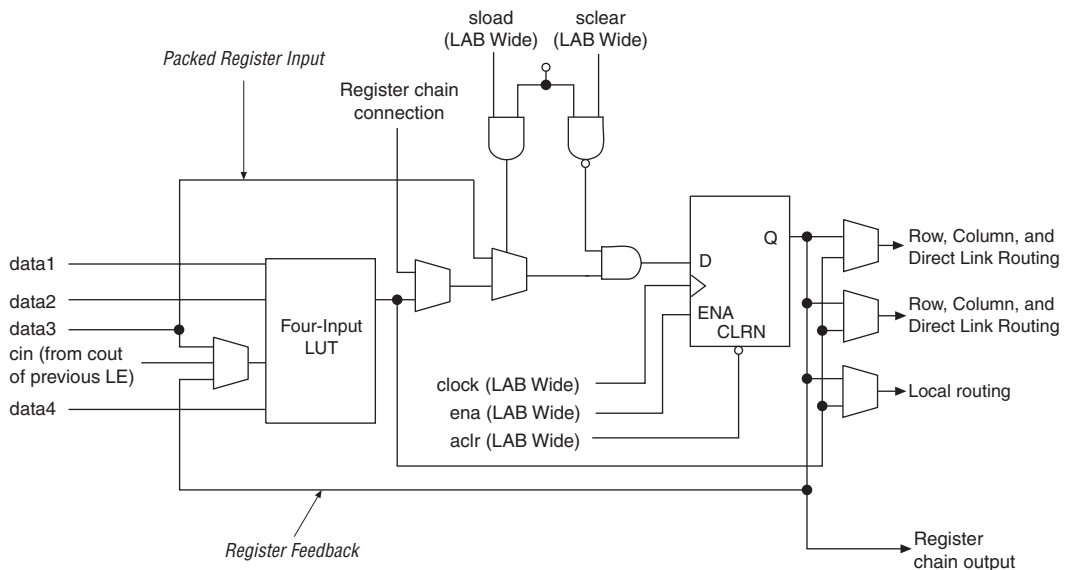 sload
(LAB Wide)
sclear
(LAB Wide)
Packed Register Input
Register chain
connection
data1
data2
data3
cin (from cout
of previous LE)
data4
Four-Input
LUT
Q
D
ENA
CLRN
clock (LAB Wide)
ena (LAB Wide)
aclr (LAB Wide)
Row, Column, and
Direct Link Routing
Row, Column, and
Direct Link Routing
Local routing
Register Feedback
Register
chain output